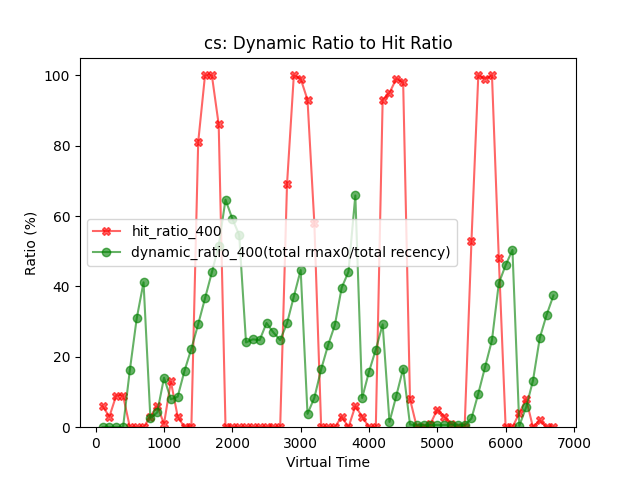 cs: Dynamic Ratio to Hit Ratio
100
80
60
40
20
0
Ratio (%)
hit_ratio_400
dynamic_ratio_400(total rmax0/total recency)
0 1000 2000 3000 4000 5000 6000 7000
Virtual Time